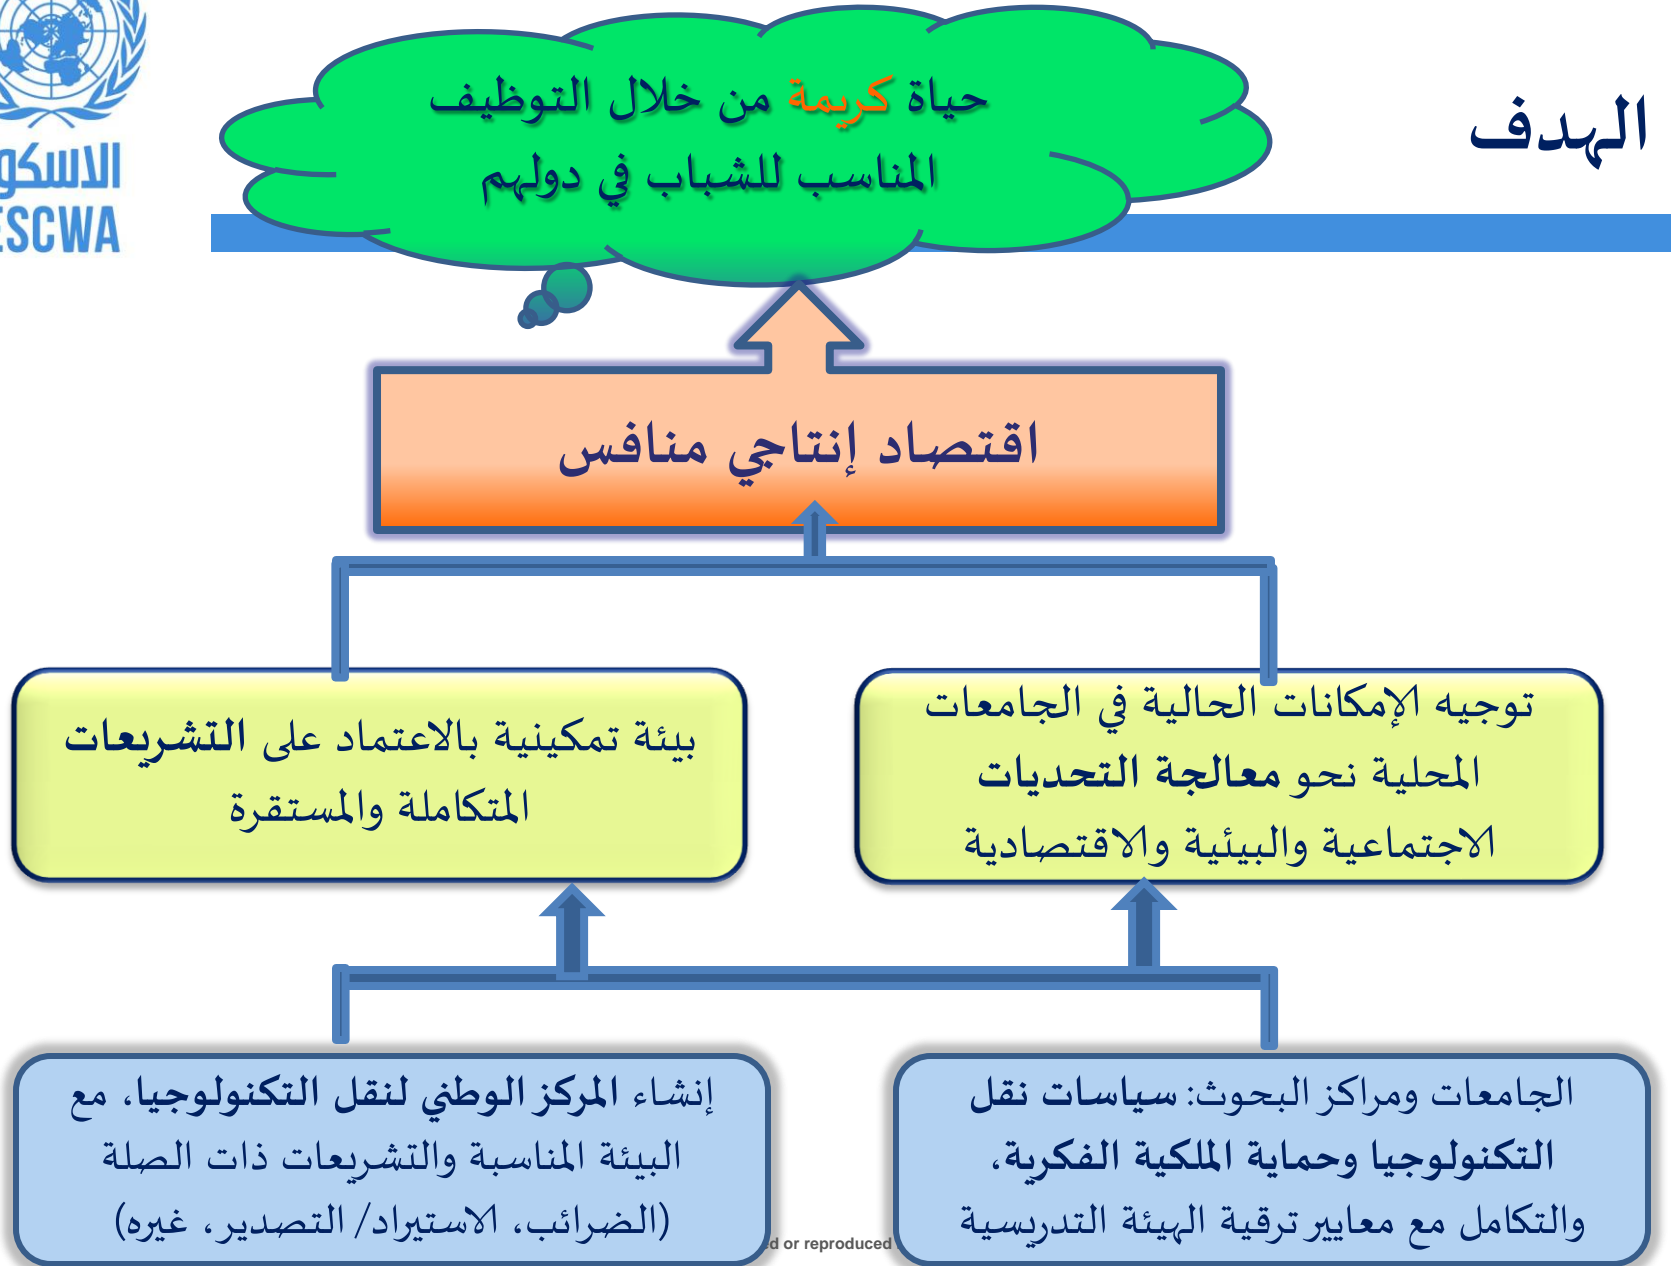 الهدف
حياة كريمة من خلال التوظيف
المناسب للشباب في دولهم
ESCWA
اقتصاد إنتاجي منافس
توجيه الإمكانات الحالية في الجامعات
المحلية نحو معالجة التحديات
الاجتماعية والبيئية والاقتصادية
بيئة تمكينية بالاعتماد على التشريعات
المتكاملة والمستقرة
الجامعات ومراكز البحوث: سياسات نقل
التكنولوجيا وحماية الملكية الفكرية،
والتكامل مع معايير ترقية الهيئة التدريسية
إنشاء المركز الوطني لنقل التكنولوجيا، مع
البيئة المناسبة والتشريعات ذات الصلة
(الضرائب، الاستيراد/ التصدير، غيره)
or reproduced